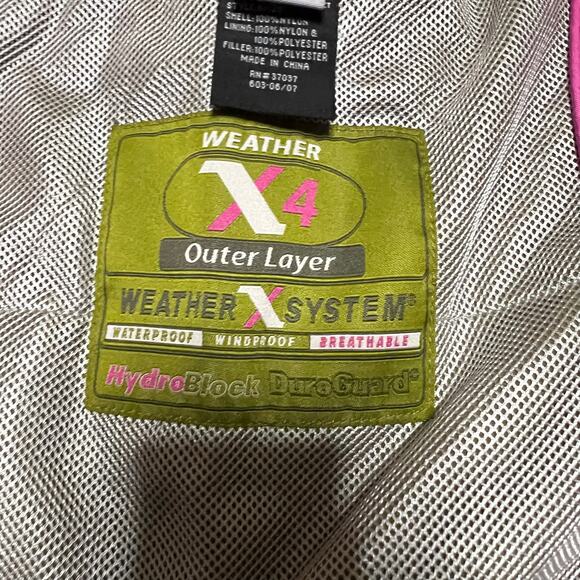 SHELL:100%NYLON
LINING:100%NYLON &
100%POLYESTER
FILLER:100%POLYESTER
MADE IN CHINA
RN# 37037
603-06/07
WEATHER
X4
Outer Layer
WEATHER X SYSTEM®
WATERPROOF WINDPROOF BREATHABLE
HydroBlock DuraGuard®